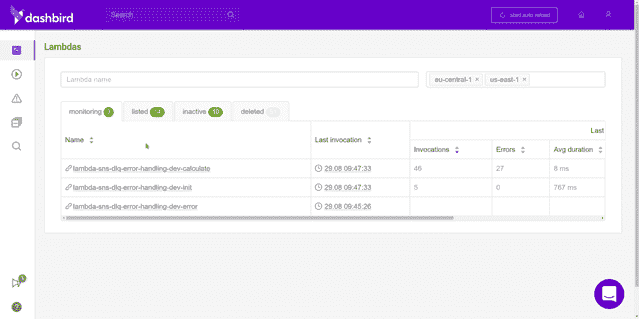 dashbird
Search
start auto reload
Lambdas
Lambda name
eu-central-1 × us-east-1 ×
monitoring
listed
inactive 10
deleted
Name
Last invocation
Last
Invocations
Errors
Avg duration
lambda-sns-dlq-error-handling-dev-calculate 29.08 09:47:33 46 27 8 ms
lambda-sns-dlq-error-handling-dev-init 29.08 09:47:33 5 0 767 ms
lambda-sns-dlq-error-handling-dev-error 29.08 09:45:26